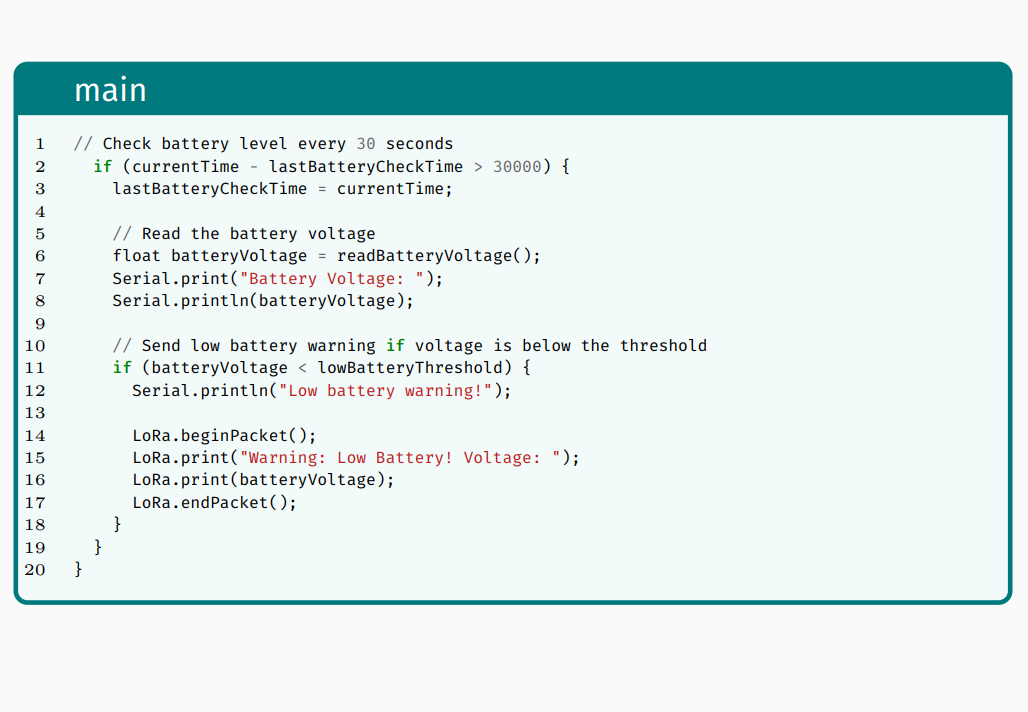 main
1 // Check battery level every 30 seconds
2   if (currentTime - lastBatteryCheckTime > 30000) {
3     lastBatteryCheckTime = currentTime;
4
5     // Read the battery voltage
6     float batteryVoltage = readBatteryVoltage();
7     Serial.print("Battery Voltage: ");
8     Serial.println(batteryVoltage);
9
10     // Send low battery warning if voltage is below the threshold
11     if (batteryVoltage < lowBatteryThreshold) {
12       Serial.println("Low battery warning!");
13
14       LoRa.beginPacket();
15       LoRa.print("Warning: Low Battery! Voltage: ");
16       LoRa.print(batteryVoltage);
17       LoRa.endPacket();
18     }
19   }
20 }